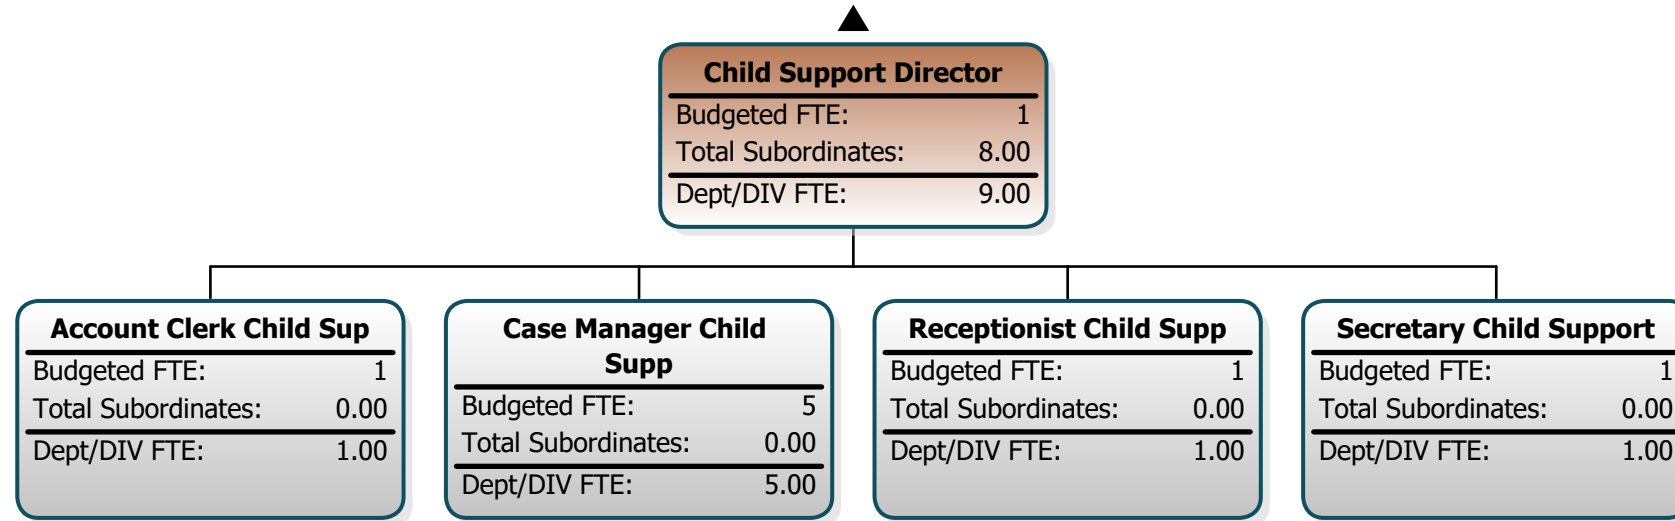 Child Support Director
Budgeted FTE: 1
Total Subordinates: 8.00
Dept/DIV FTE: 9.00
Account Clerk Child Sup
Budgeted FTE: 1
Total Subordinates: 0.00
Dept/DIV FTE: 1.00
Case Manager Child
Supp
Budgeted FTE: 5
Total Subordinates: 0.00
Dept/DIV FTE: 5.00
Receptionist Child Supp
Budgeted FTE: 1
Total Subordinates: 0.00
Dept/DIV FTE: 1.00
Secretary Child Support
Budgeted FTE: 1
Total Subordinates: 0.00
Dept/DIV FTE: 1.00